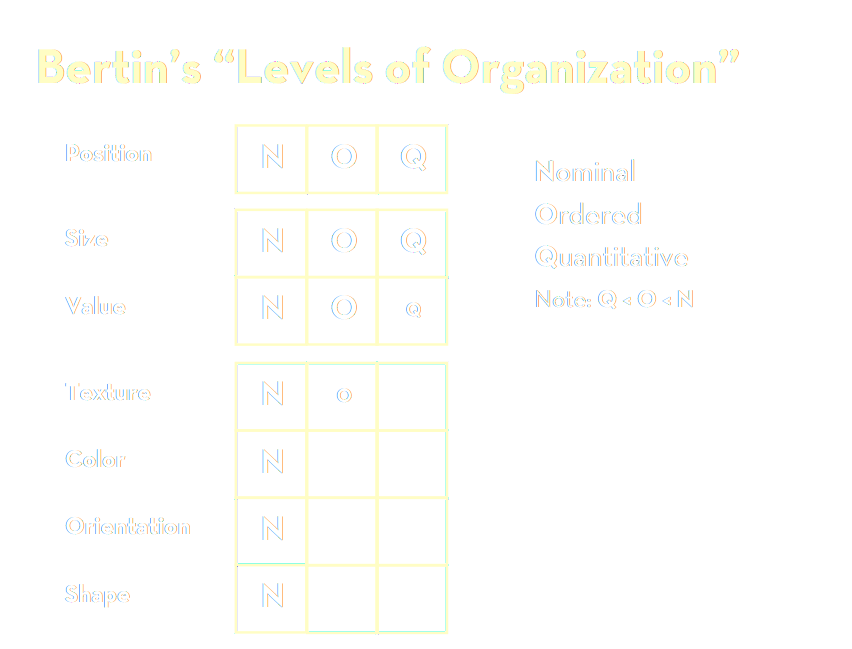 Bertin’s “Levels of Organization”
Position N O Q
Size N O Q
Value N O Q
Texture N O
Color N
Orientation N
Shape N
Nominal
Ordered
Quantitative
Note: Q < O < N